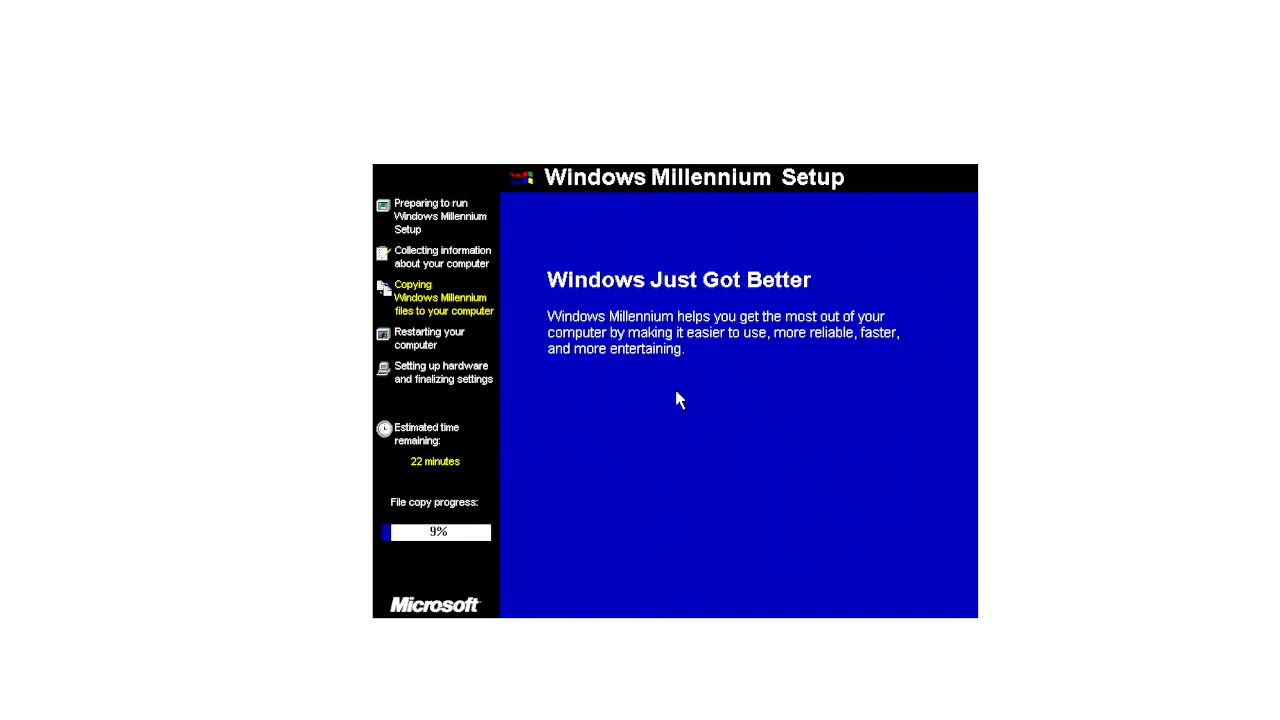 Windows Millennium Setup
Preparing to run
Windows Millennium
Setup
Collecting information
about your computer
Copying
Windows Millennium
files to your computer
Restarting your
computer
Setting up hardware
and finalizing settings
Estimated time
remaining:
22 minutes
File copy progress:
9%
Microsoft
Windows Just Got Better
Windows Millennium helps you get the most out of your
computer by making it easier to use, more reliable, faster,
and more entertaining.